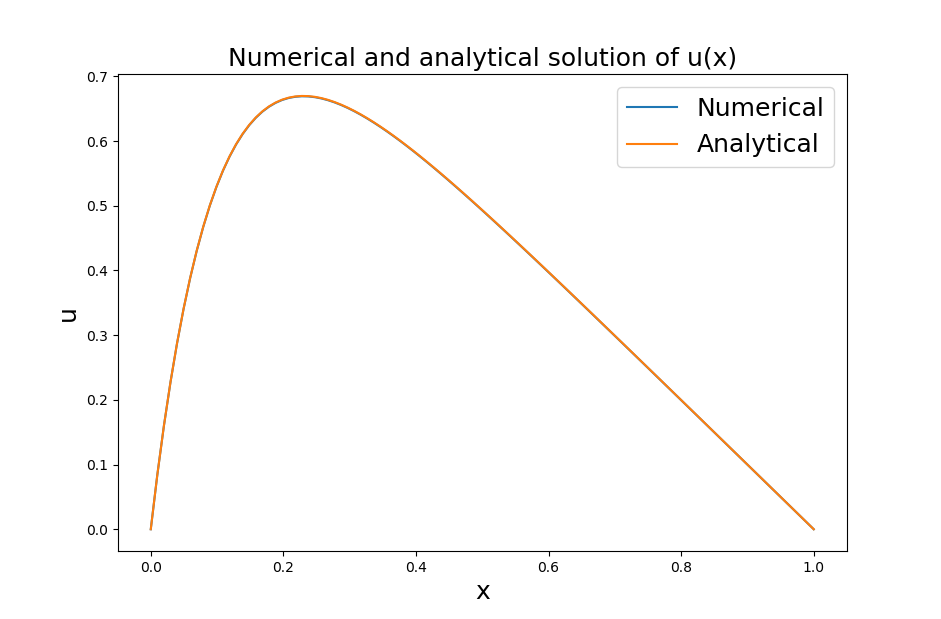 Numerical and analytical solution of u(x)
Numerical
Analytical
0.7
0.6
0.5
0.4
0.3
0.2
0.1
0.0
u
0.0 0.2 0.4 0.6 0.8 1.0
x